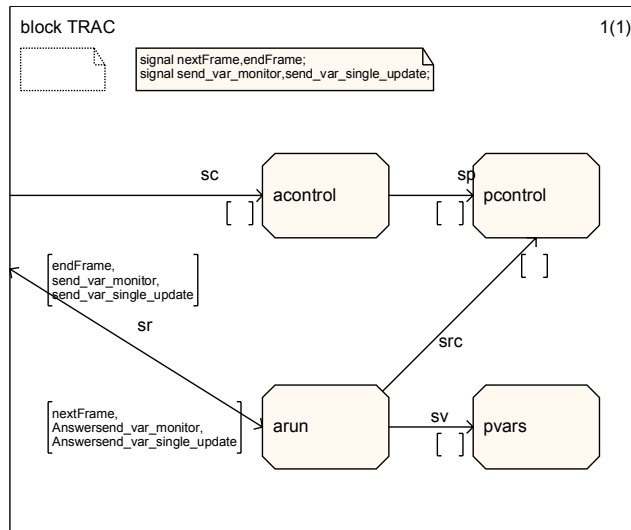 block TRAC
1(1)
signal nextFrame,endFrame;
signal send_var_monitor,send_var_single_update;
sc
sp
acontrol
pcontrol
[ ]
[ ]
[ ]
endFrame,
send_var_monitor,
send_var_single_update
sr
src
nextFrame,
Answersend_var_monitor,
Answersend_var_single_update
arun
sv
pvars
[ ]